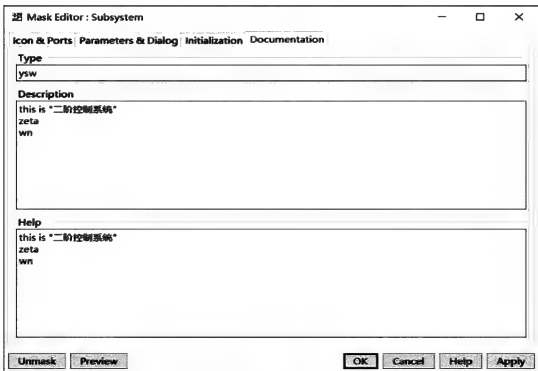 Mask Editor : Subsystem
Icon & Ports Parameters & Dialog Initialization Documentation
Type
ysw
Description
this is "二阶控制系统"
zeta
wn
Help
this is "二阶控制系统"
zeta
wn
Unmask Preview OK Cancel Help Apply